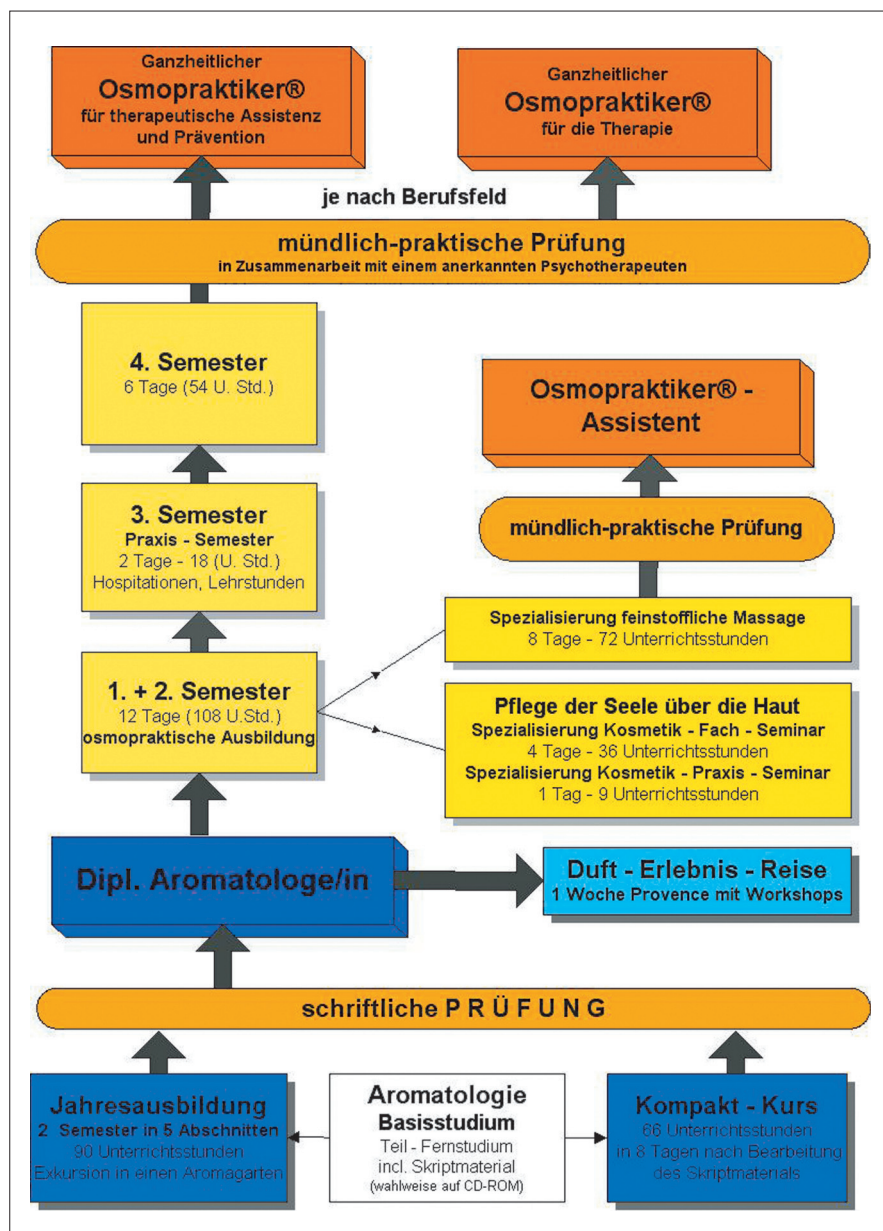 Ganzheitlicher
Osmopraktiker®
für therapeutische Assistenz
und Prävention
Ganzheitlicher
Osmopraktiker®
für die Therapie
je nach Berufsfeld
mündlich-praktische Prüfung
in Zusammenarbeit mit einem anerkannten Psychotherapeuten
4. Semester
6 Tage (54 U. Std.)
Osmopraktiker® -
Assistent
3. Semester
Praxis - Semester
2 Tage - 18 (U. Std.)
Hospitationen, Lehrstunden
mündlich-praktische Prüfung
1. + 2. Semester
12 Tage (108 U.Std.)
osmopraktische Ausbildung
Spezialisierung feinstoffliche Massage
8 Tage - 72 Unterrichtsstunden
Pflege der Seele über die Haut
Spezialisierung Kosmetik - Fach - Seminar
4 Tage - 36 Unterrichtsstunden
Spezialisierung Kosmetik - Praxis - Seminar
1 Tag - 9 Unterrichtsstunden
Dipl. Aromatologe/in
Duft - Erlebnis - Reise
1 Woche Provence mit Workshops
schriftliche P R Ü F U N G
Jahresausbildung
2 Semester in 5 Abschnitten
90 Unterrichtsstunden
Exkursion in einen Aromagarten
Aromatologie
Basisstudium
Teil - Fernstudium
incl. Skriptmaterial
(wahlweise auf CD-ROM)
Kompakt - Kurs
66 Unterrichtsstunden
in 8 Tagen nach Bearbeitung
des Skriptmaterials